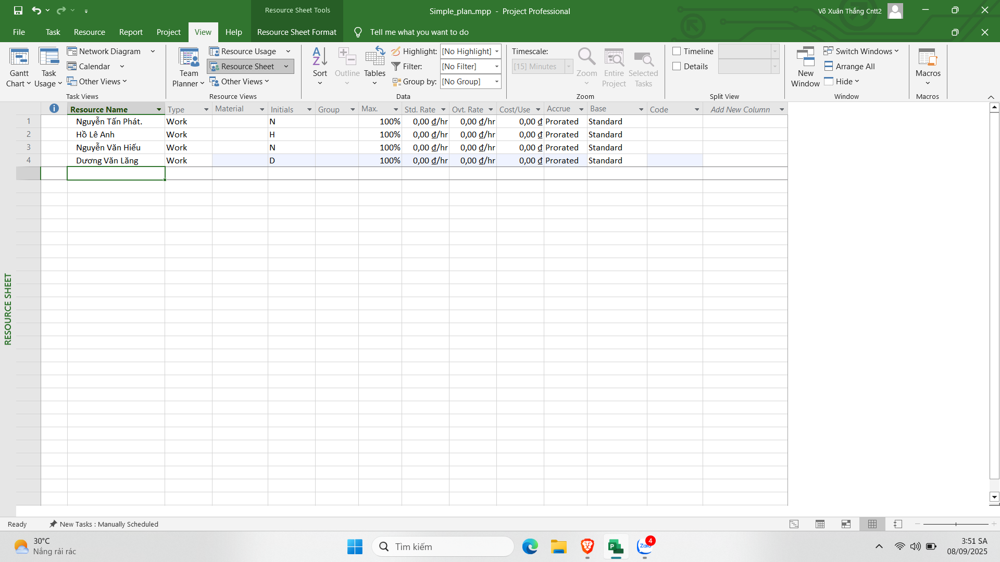 Resource Sheet Tools
Simple_plan..mpp - Project Professional
Võ Xuân Thắng Cntt2
File Task Resource Report Project View Help Resource Sheet Format Tell me what you want to do
Gantt Chart
Task Usage
Network Diagram
Calendar
Other Views
Task Views
Team Planner
Resource Usage
Resource Sheet
Other Views
Resource Views
Sort
Outline
Tables
Highlight: [No Highlight]
Filter: [No Filter]
Group by: [No Group]
Data
Timescale:
[15] Minutes
Zoom
Entire Project
Selected Tasks
Zoom
Timeline
Details
Split View
New Window
Switch Windows
Arrange All
Hide
Window
Macros
Macros
Resource Name Type Material Initials Group Max. Std. Rate Ovt. Rate Cost/Use Accrue Base Code Add New Column
1 Nguyễn Tấn Phát. Work N 100% 0,00 ₫/hr 0,00 ₫/hr 0,00 ₫ Prorated Standard
2 Hồ Lê Anh Work H 100% 0,00 ₫/hr 0,00 ₫/hr 0,00 ₫ Prorated Standard
3 Nguyễn Văn Hiếu Work N 100% 0,00 ₫/hr 0,00 ₫/hr 0,00 ₫ Prorated Standard
4 Dương Văn Lăng Work D 100% 0,00 ₫/hr 0,00 ₫/hr 0,00 ₫ Prorated Standard
RESOURCE SHEET
Ready New Tasks : Manually Scheduled
30°C
Nắng rải rác
Tìm kiếm
Zalo
4
3:51 SA
08/09/2025